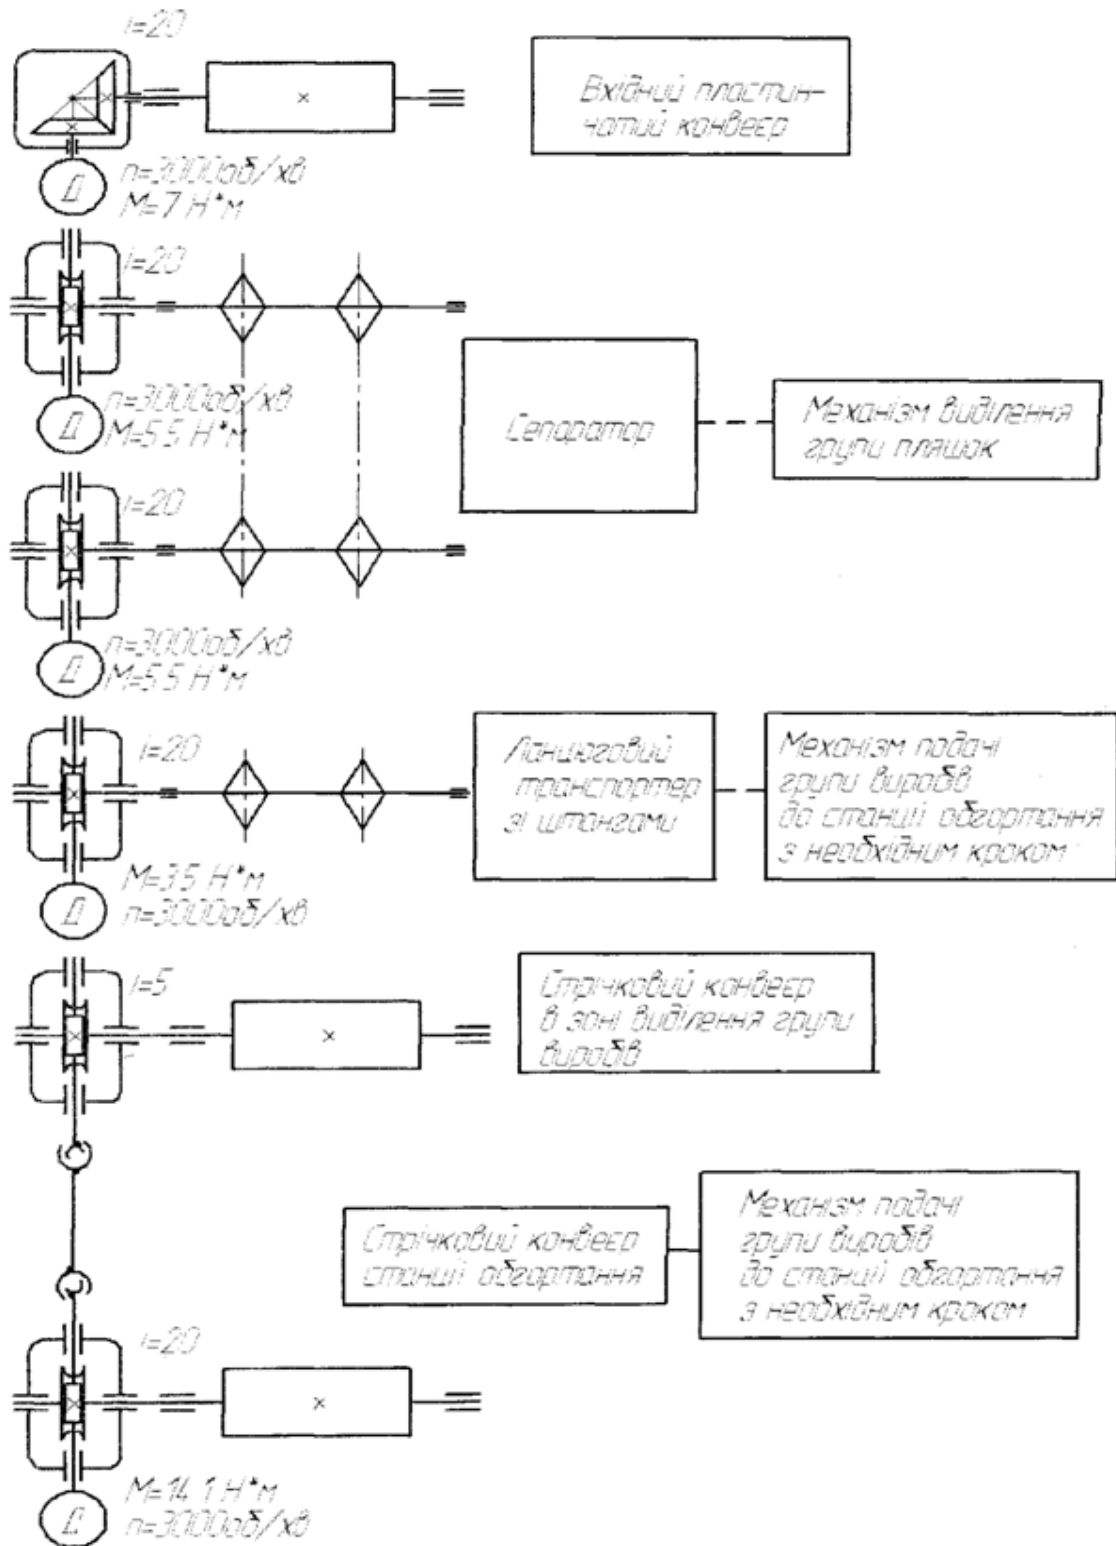 i=20
Вхідний пластин-
чатий конвеєр
Д
n=3000об/хв
M=7 Н*м
i=20
Д
n=3000об/хв
M=5.5 Н*м
Сепаратор
Механізм виділення
групи пляшок
i=20
Д
n=3000об/хв
M=5.5 Н*м
i=20
Д
M=3.5 Н*м
n=3000об/хв
Ланцюговий
транспортер
зі штангами
Механізм подачі
групи виробів
до станції обгортання
з необхідним кроком
i=5
Стрічковий конвеєр
в зоні виділення групи
виробів
Стрічковий конвеєр
станції обгортання
Механізм подачі
групи виробів
до станції обгортання
з необхідним кроком
i=20
Д
M=14.1 Н*м
n=3000об/хв